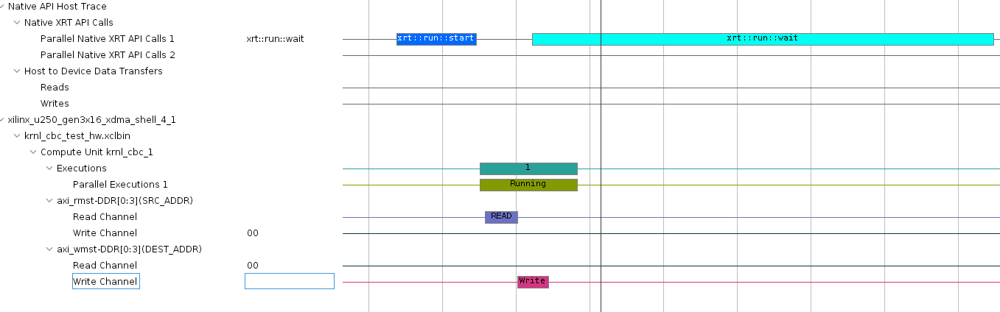 Native API Host Trace
Native XRT API Calls
Parallel Native XRT API Calls 1 xrt::run::wait xrt::run::start xrt::run::wait
Parallel Native XRT API Calls 2
Host to Device Data Transfers
Reads
Writes
xilinx_u250_gen3x16_xdma_shell_4_1
krnl_cbc_test_hw.xclbin
Compute Unit krnl_cbc_1
Executions 1
Parallel Executions 1 Running
axi_rmst-DDR[0:3](SRC_ADDR)
Read Channel READ
Write Channel 00
axi_wmst-DDR[0:3](DEST_ADDR)
Read Channel 00
Write Channel Write